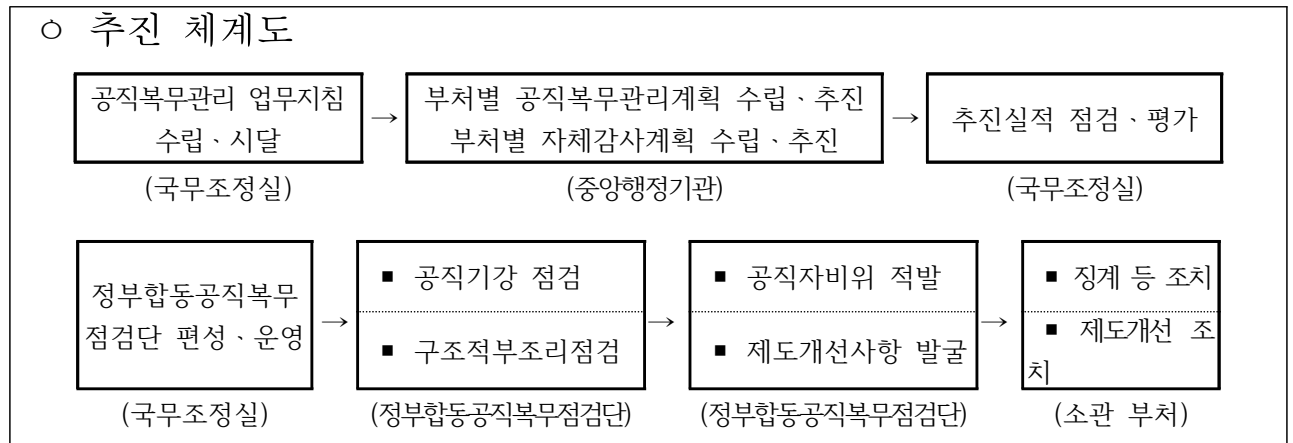 ㅇ 추진 체계도
공직복무관리 업무지침
수립、시달
→
부처별 공직복무관리계획 수립、추진
부처별 자체감사계획 수립、추진
→
추진실적 점검、평가
(국무조정실)
(중앙행정기관)
(국무조정실)
정부합동공직복무
점검단 편성、운영
→
▪ 공직기강 점검
▪ 구조적부조리점검
→
▪ 공직자비위 적발
▪ 제도개선사항 발굴
→
▪ 징계 등 조치
▪ 제도개선 조
치
(국무조정실)
(정부합동공직복무점검단)
(정부합동공직복무점검단)
(소관 부처)